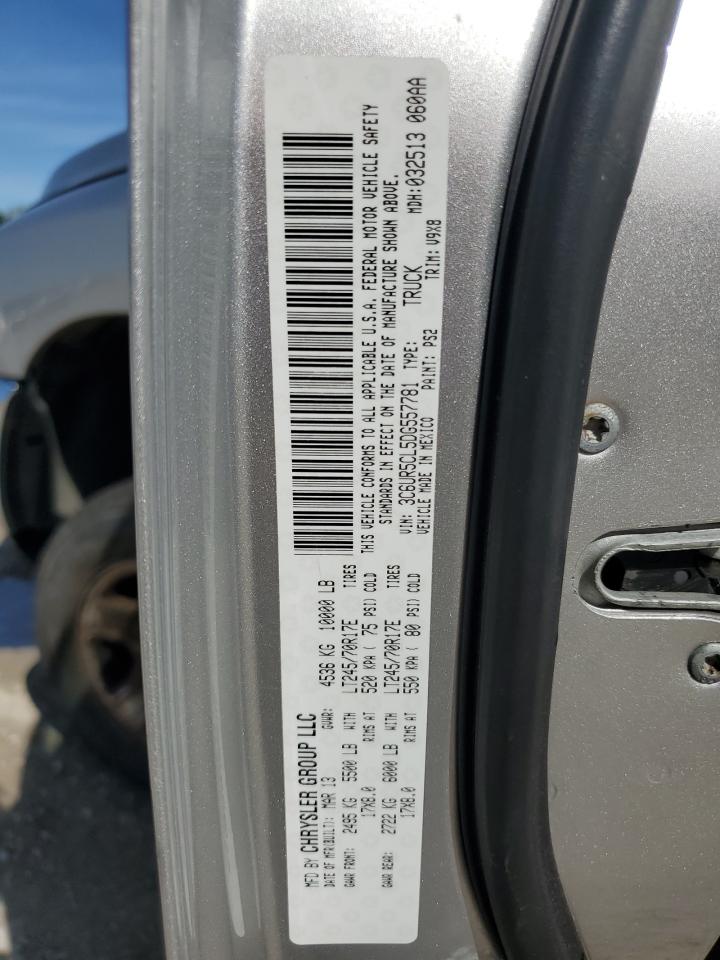 MFD BY CHRYSLER GROUP LLC
DATE OF MFR(BUILT): MAR 13 GVWR: 4536 KG 10000 LB
GAWR FRONT: 2495 KG 5500 LB WITH LT245/70R17E TIRES
17X8.0 RIMS AT 520 KPA ( 75 PSI) COLD
GAWR REAR: 2722 KG 6000 LB WITH LT245/70R17E TIRES
17X8.0 RIMS AT 550 KPA ( 80 PSI) COLD
THIS VEHICLE CONFORMS TO ALL APPLICABLE U.S.A. FEDERAL MOTOR VEHICLE SAFETY
STANDARDS IN EFFECT ON THE DATE OF MANUFACTURE SHOWN ABOVE.
VIN: 3C6UR5CL5DG557781 TYPE: TRUCK MDH:032513 060AA
VEHICLE MADE IN MEXICO PAINT: PS2 TRIM: V9X8